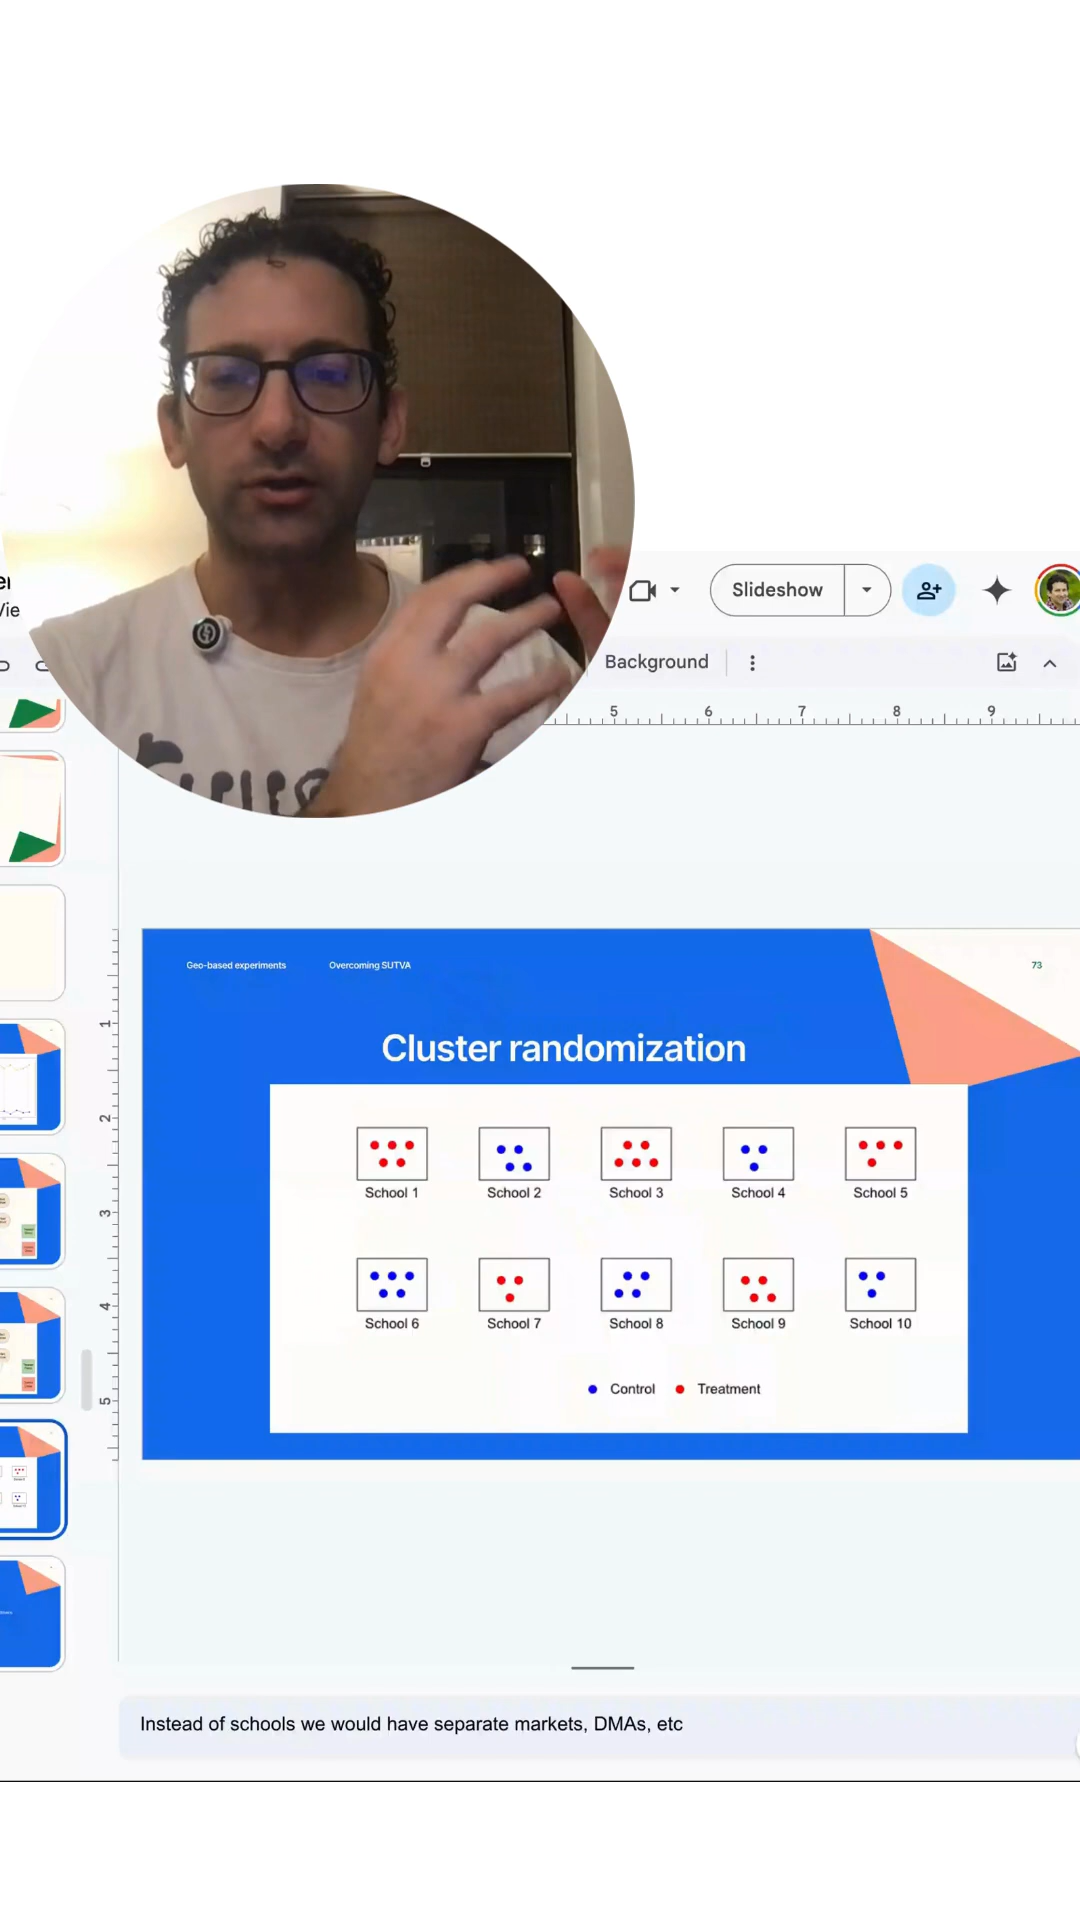 Slideshow
Background
5 6 7 8 9
Geo-based experiments Overcoming SUTVA 73
Cluster randomization
School 1 School 2 School 3 School 4 School 5
School 6 School 7 School 8 School 9 School 10
Control Treatment
1
2
3
4
5
Instead of schools we would have separate markets, DMAs, etc